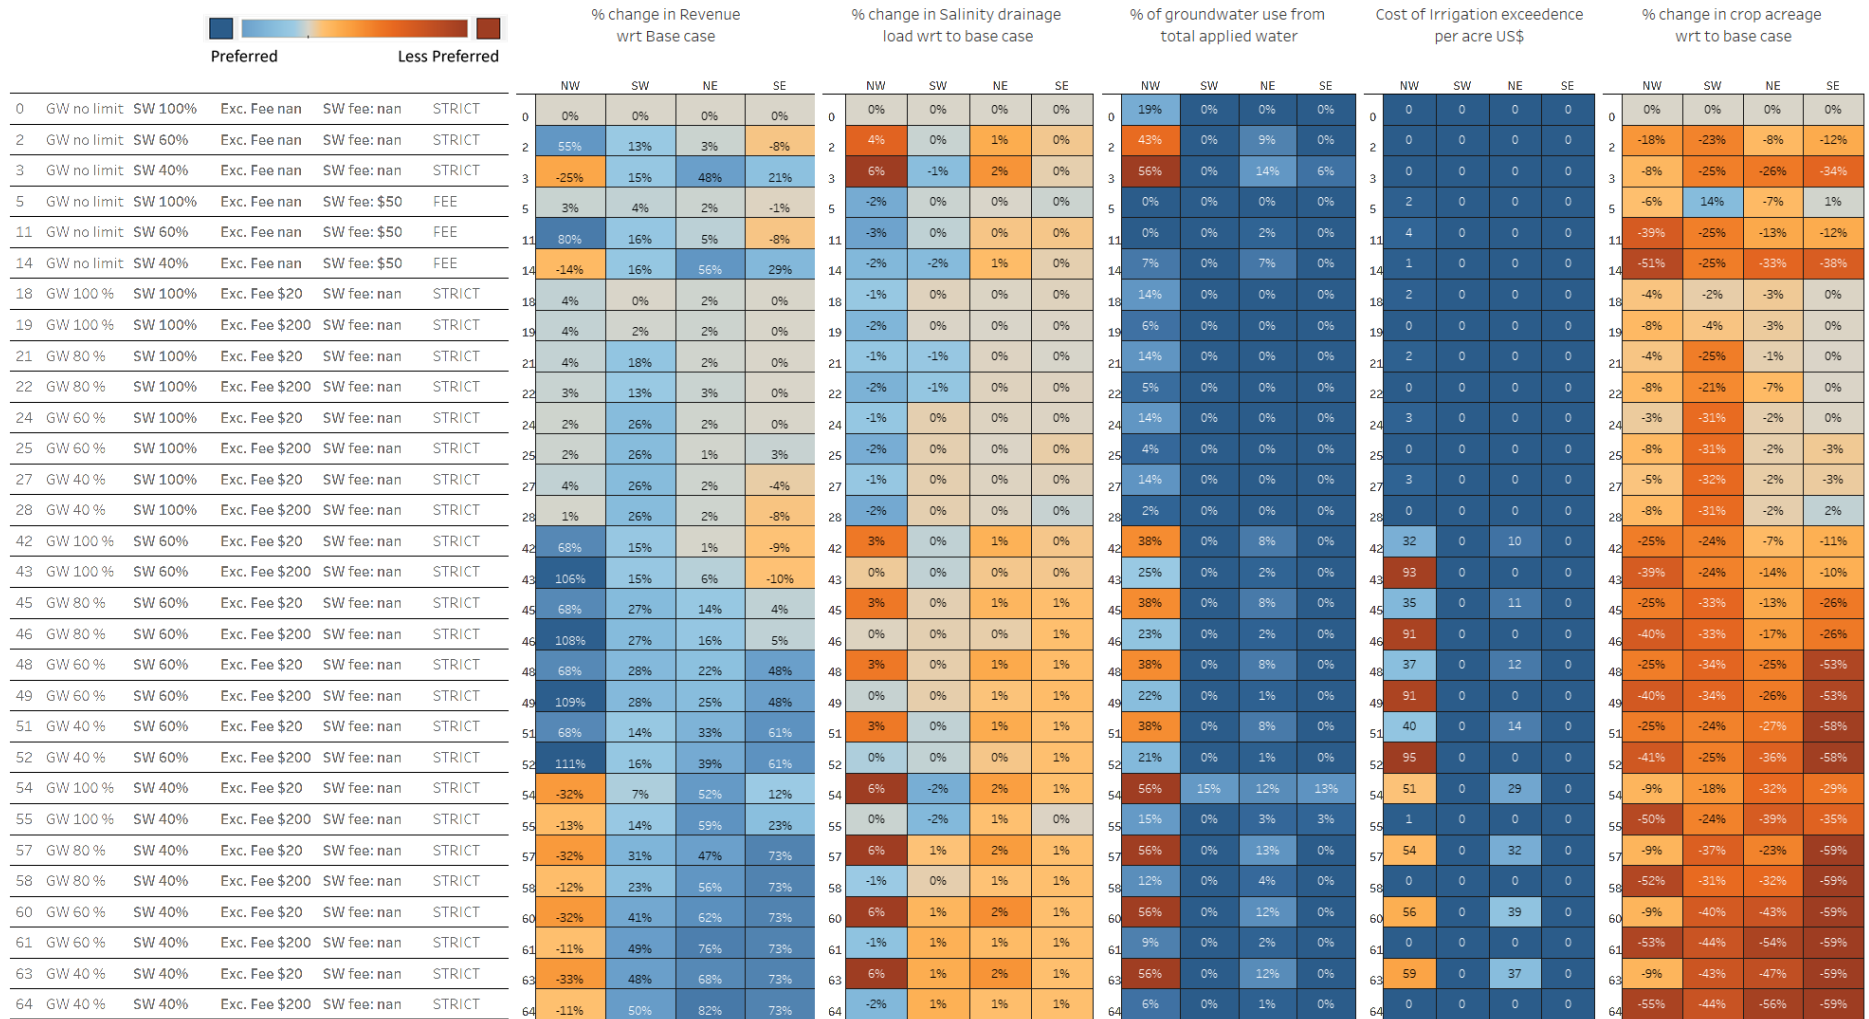 % change in Revenue wrt Base case
% change in Salinity drainage load wrt to base case
% of groundwater use from total applied water
Cost of Irrigation exceedence per acre US$
% change in crop acreage wrt to base case
Preferred Less Preferred
NW SW NE SE NW SW NE SE NW SW NE SE NW SW NE SE NW SW NE SE
0 GW no limit SW 100% Exc. Fee nan SW fee: nan STRICT 0 0% 0% 0% 0% 0 0% 0% 0% 0% 0 19% 0% 0% 0% 0 0 0 0 0 0 0% 0% 0% 0%
2 GW no limit SW 60% Exc. Fee nan SW fee: nan STRICT 2 55% 13% 3% -8% 2 4% 0% 1% 0% 2 43% 0% 9% 0% 2 0 0 0 0 2 -18% -23% -8% -12%
3 GW no limit SW 40% Exc. Fee nan SW fee: nan STRICT 3 -25% 15% 48% 21% 3 6% -1% 2% 0% 3 56% 0% 14% 6% 3 0 0 0 0 3 -8% -25% -26% -34%
5 GW no limit SW 100% Exc. Fee nan SW fee: $50 FEE 5 3% 4% 2% -1% 5 -2% 0% 0% 0% 5 0% 0% 0% 0% 5 2 0 0 0 5 -6% 14% -7% 1%
11 GW no limit SW 60% Exc. Fee nan SW fee: $50 FEE 11 80% 16% 5% -8% 11 -3% 0% 0% 0% 11 0% 0% 2% 0% 11 4 0 0 0 11 -39% -25% -13% -12%
14 GW no limit SW 40% Exc. Fee nan SW fee: $50 FEE 14 -14% 16% 56% 29% 14 -2% -2% 1% 0% 14 7% 0% 7% 0% 14 1 0 0 0 14 -51% -25% -33% -38%
18 GW 100 % SW 100% Exc. Fee $20 SW fee: nan STRICT 18 4% 0% 2% 0% 18 -1% 0% 0% 0% 18 14% 0% 0% 0% 18 2 0 0 0 18 -4% -2% -3% 0%
19 GW 100 % SW 100% Exc. Fee $200 SW fee: nan STRICT 19 4% 2% 2% 0% 19 -2% 0% 0% 0% 19 6% 0% 0% 0% 19 0 0 0 0 19 -8% -4% -3% 0%
21 GW 80 % SW 100% Exc. Fee $20 SW fee: nan STRICT 21 4% 18% 2% 0% 21 -1% -1% 0% 0% 21 14% 0% 0% 0% 21 2 0 0 0 21 -4% -25% -1% 0%
22 GW 80 % SW 100% Exc. Fee $200 SW fee: nan STRICT 22 3% 13% 3% 0% 22 -2% -1% 0% 0% 22 5% 0% 0% 0% 22 0 0 0 0 22 -8% -21% -7% 0%
24 GW 60 % SW 100% Exc. Fee $20 SW fee: nan STRICT 24 2% 26% 2% 0% 24 -1% 0% 0% 0% 24 14% 0% 0% 0% 24 3 0 0 0 24 -3% -31% -2% 0%
25 GW 60 % SW 100% Exc. Fee $200 SW fee: nan STRICT 25 2% 26% 1% 3% 25 -2% 0% 0% 0% 25 4% 0% 0% 0% 25 0 0 0 0 25 -8% -31% -2% -3%
27 GW 40 % SW 100% Exc. Fee $20 SW fee: nan STRICT 27 4% 26% 2% -4% 27 -1% 0% 0% 0% 27 14% 0% 0% 0% 27 3 0 0 0 27 -5% -32% -2% -3%
28 GW 40 % SW 100% Exc. Fee $200 SW fee: nan STRICT 28 1% 26% 2% -8% 28 -2% 0% 0% 0% 28 2% 0% 0% 0% 28 0 0 0 0 28 -8% -31% -2% 2%
42 GW 100 % SW 60% Exc. Fee $20 SW fee: nan STRICT 42 68% 15% 1% -9% 42 3% 0% 1% 0% 42 38% 0% 8% 0% 42 32 0 10 0 42 -25% -24% -7% -11%
43 GW 100 % SW 60% Exc. Fee $200 SW fee: nan STRICT 43 106% 15% 6% -10% 43 0% 0% 0% 0% 43 25% 0% 2% 0% 43 93 0 0 0 43 -39% -24% -14% -10%
45 GW 80 % SW 60% Exc. Fee $20 SW fee: nan STRICT 45 68% 27% 14% 4% 45 3% 0% 1% 1% 45 38% 0% 8% 0% 45 35 0 11 0 45 -25% -33% -13% -26%
46 GW 80 % SW 60% Exc. Fee $200 SW fee: nan STRICT 46 108% 27% 16% 5% 46 0% 0% 0% 1% 46 23% 0% 2% 0% 46 91 0 0 0 46 -40% -33% -17% -26%
48 GW 60 % SW 60% Exc. Fee $20 SW fee: nan STRICT 48 68% 28% 22% 48% 48 3% 0% 1% 1% 48 38% 0% 8% 0% 48 37 0 12 0 48 -25% -34% -25% -53%
49 GW 60 % SW 60% Exc. Fee $200 SW fee: nan STRICT 49 109% 28% 25% 48% 49 0% 0% 1% 1% 49 22% 0% 1% 0% 49 91 0 0 0 49 -40% -34% -26% -53%
51 GW 40 % SW 60% Exc. Fee $20 SW fee: nan STRICT 51 68% 14% 33% 61% 51 3% 0% 1% 1% 51 38% 0% 8% 0% 51 40 0 14 0 51 -25% -24% -27% -58%
52 GW 40 % SW 60% Exc. Fee $200 SW fee: nan STRICT 52 111% 16% 39% 61% 52 0% 0% 0% 1% 52 21% 0% 1% 0% 52 95 0 0 0 52 -41% -25% -36% -58%
54 GW 100 % SW 40% Exc. Fee $20 SW fee: nan STRICT 54 -32% 7% 52% 12% 54 6% -2% 2% 1% 54 56% 15% 12% 13% 54 51 0 29 0 54 -9% -18% -32% -29%
55 GW 100 % SW 40% Exc. Fee $200 SW fee: nan STRICT 55 -13% 14% 59% 23% 55 0% -2% 1% 0% 55 15% 0% 3% 3% 55 1 0 0 0 55 -50% -24% -39% -35%
57 GW 80 % SW 40% Exc. Fee $20 SW fee: nan STRICT 57 -32% 31% 47% 73% 57 6% 1% 2% 1% 57 56% 0% 13% 0% 57 54 0 32 0 57 -9% -37% -23% -59%
58 GW 80 % SW 40% Exc. Fee $200 SW fee: nan STRICT 58 -12% 23% 56% 73% 58 -1% 0% 1% 1% 58 12% 0% 4% 0% 58 0 0 0 0 58 -52% -31% -32% -59%
60 GW 60 % SW 40% Exc. Fee $20 SW fee: nan STRICT 60 -32% 41% 62% 73% 60 6% 1% 2% 1% 60 56% 0% 12% 0% 60 56 0 39 0 60 -9% -40% -43% -59%
61 GW 60 % SW 40% Exc. Fee $200 SW fee: nan STRICT 61 -11% 49% 76% 73% 61 -1% 1% 1% 1% 61 9% 0% 2% 0% 61 0 0 0 0 61 -53% -44% -54% -59%
63 GW 40 % SW 40% Exc. Fee $20 SW fee: nan STRICT 63 -33% 48% 68% 73% 63 6% 1% 2% 1% 63 56% 0% 12% 0% 63 59 0 37 0 63 -9% -43% -47% -59%
64 GW 40 % SW 40% Exc. Fee $200 SW fee: nan STRICT 64 -11% 50% 82% 73% 64 -2% 1% 1% 1% 64 6% 0% 1% 0% 64 0 0 0 0 64 -55% -44% -56% -59%